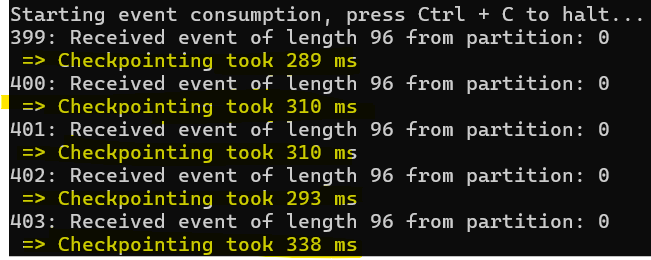 Starting event consumption, press Ctrl + C to halt...
399: Received event of length 96 from partition: 0
=> Checkpointing took 289 ms
400: Received event of length 96 from partition: 0
=> Checkpointing took 310 ms
401: Received event of length 96 from partition: 0
=> Checkpointing took 310 ms
402: Received event of length 96 from partition: 0
=> Checkpointing took 293 ms
403: Received event of length 96 from partition: 0
=> Checkpointing took 338 ms